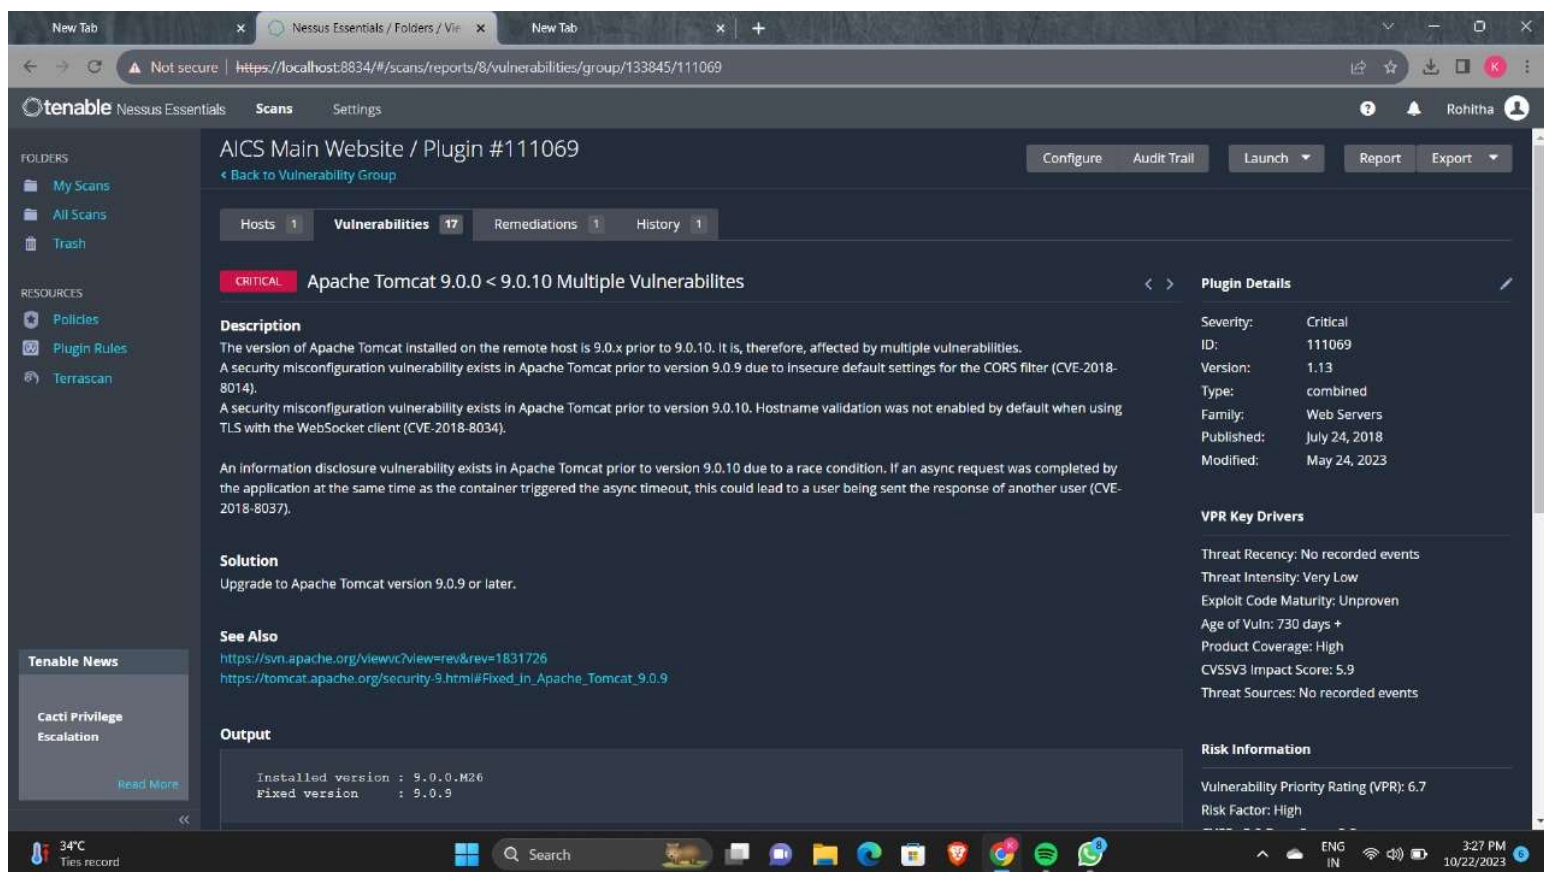 New Tab
Nessus Essentials / Folders / Vie
New Tab
Not secure | https://localhost:8834/#/scans/reports/8/vulnerabilities/group/133845/111069
K
tenable Nessus Essentials
Scans
Settings
Rohitha
FOLDERS
My Scans
All Scans
Trash
RESOURCES
Policies
Plugin Rules
Terrascan
Tenable News
Cacti Privilege
Escalation
Read More
AICS Main Website / Plugin #111069
< Back to Vulnerability Group
Configure
Audit Trail
Launch
Report
Export
Hosts 1
Vulnerabilities 17
Remediations 1
History 1
CRITICAL Apache Tomcat 9.0.0 < 9.0.10 Multiple Vulnerabilites
Description
The version of Apache Tomcat installed on the remote host is 9.0.x prior to 9.0.10. It is, therefore, affected by multiple vulnerabilities.
A security misconfiguration vulnerability exists in Apache Tomcat prior to version 9.0.9 due to insecure default settings for the CORS filter (CVE-2018-
8014).
A security misconfiguration vulnerability exists in Apache Tomcat prior to version 9.0.10. Hostname validation was not enabled by default when using
TLS with the WebSocket client (CVE-2018-8034).
An information disclosure vulnerability exists in Apache Tomcat prior to version 9.0.10 due to a race condition. If an async request was completed by
the application at the same time as the container triggered the async timeout, this could lead to a user being sent the response of another user (CVE-
2018-8037).
Solution
Upgrade to Apache Tomcat version 9.0.9 or later.
See Also
https://svn.apache.org/viewvc?view=rev&rev=1831726
https://tomcat.apache.org/security-9.html#Fixed_in_Apache_Tomcat_9.0.9
Output
Installed version : 9.0.0.M26
Fixed version : 9.0.9
Plugin Details
Severity: Critical
ID: 111069
Version: 1.13
Type: combined
Family: Web Servers
Published: July 24, 2018
Modified: May 24, 2023
VPR Key Drivers
Threat Recency: No recorded events
Threat Intensity: Very Low
Exploit Code Maturity: Unproven
Age of Vuln: 730 days +
Product Coverage: High
CVSSV3 Impact Score: 5.9
Threat Sources: No recorded events
Risk Information
Vulnerability Priority Rating (VPR): 6.7
Risk Factor: High
34°C
Ties record
Search
8
ENG
IN
3:27 PM
10/22/2023
6